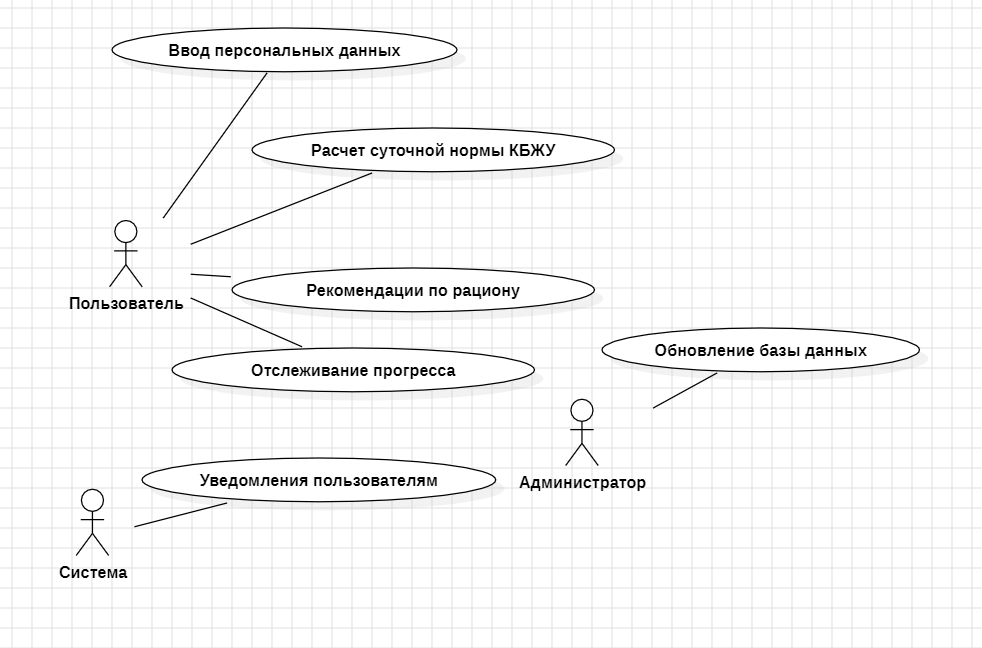 Ввод персональных данных
Расчет суточной нормы КБЖУ
Рекомендации по рациону
Пользователь
Отслеживание прогресса
Обновление базы данных
Уведомления пользователям
Администратор
Система